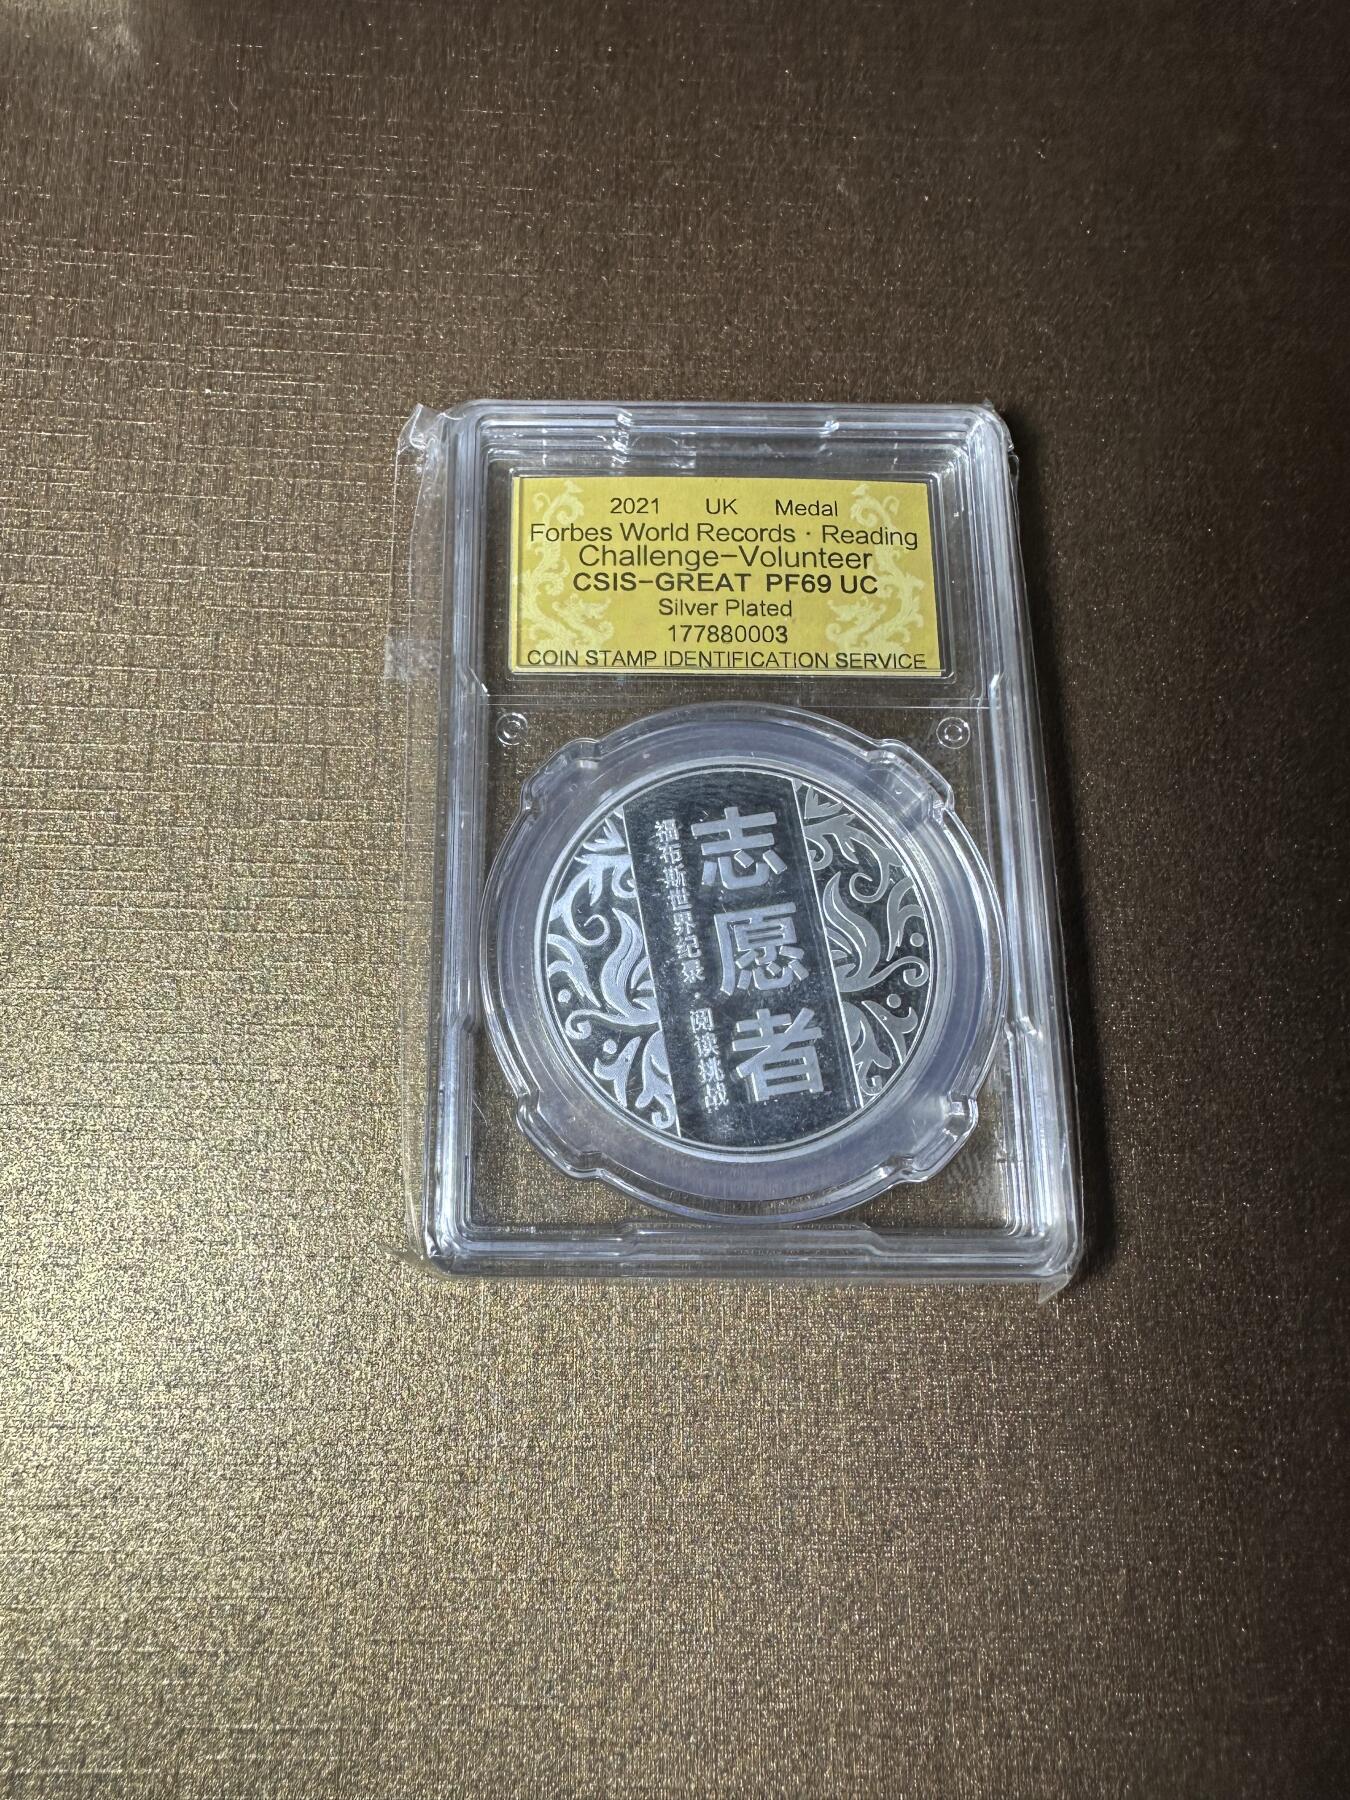 2021 UK Medal
Forbes World Records · Reading
Challenge-Volunteer
CSIS-GREAT PF69 UC
Silver Plated
177880003
COIN STAMP IDENTIFICATION SERVICE
志愿者
福布斯世界纪录·阅读挑战